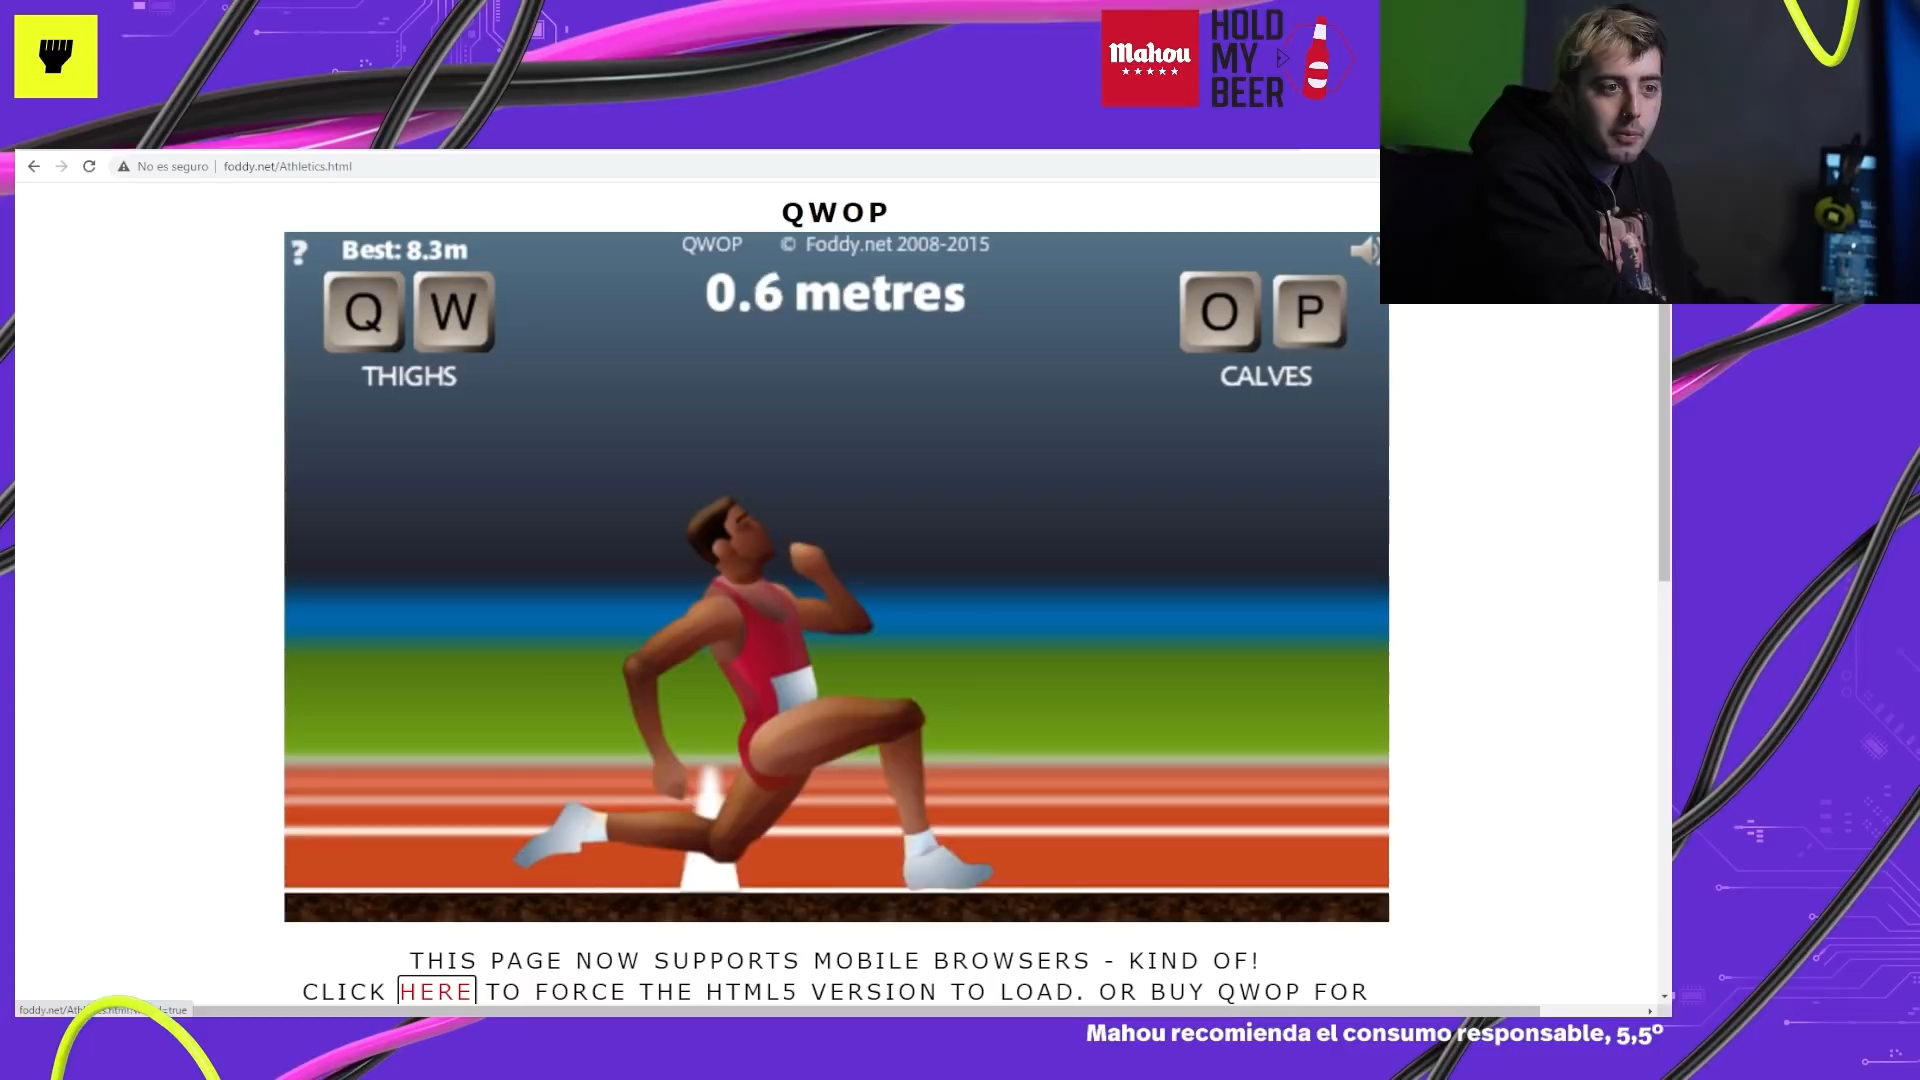 Mahou
HOLD
MY
BEER
No es seguro | foddy.net/Athletics.html
QWOP
? Best: 8.3m
QWOP © Foddy.net 2008-2015
0.6 metres
Q W
THIGHS
O P
CALVES
THIS PAGE NOW SUPPORTS MOBILE BROWSERS - KIND OF!
CLICK HERE TO FORCE THE HTML5 VERSION TO LOAD. OR BUY QWOP FOR
Mahou recomienda el consumo responsable, 5,5º